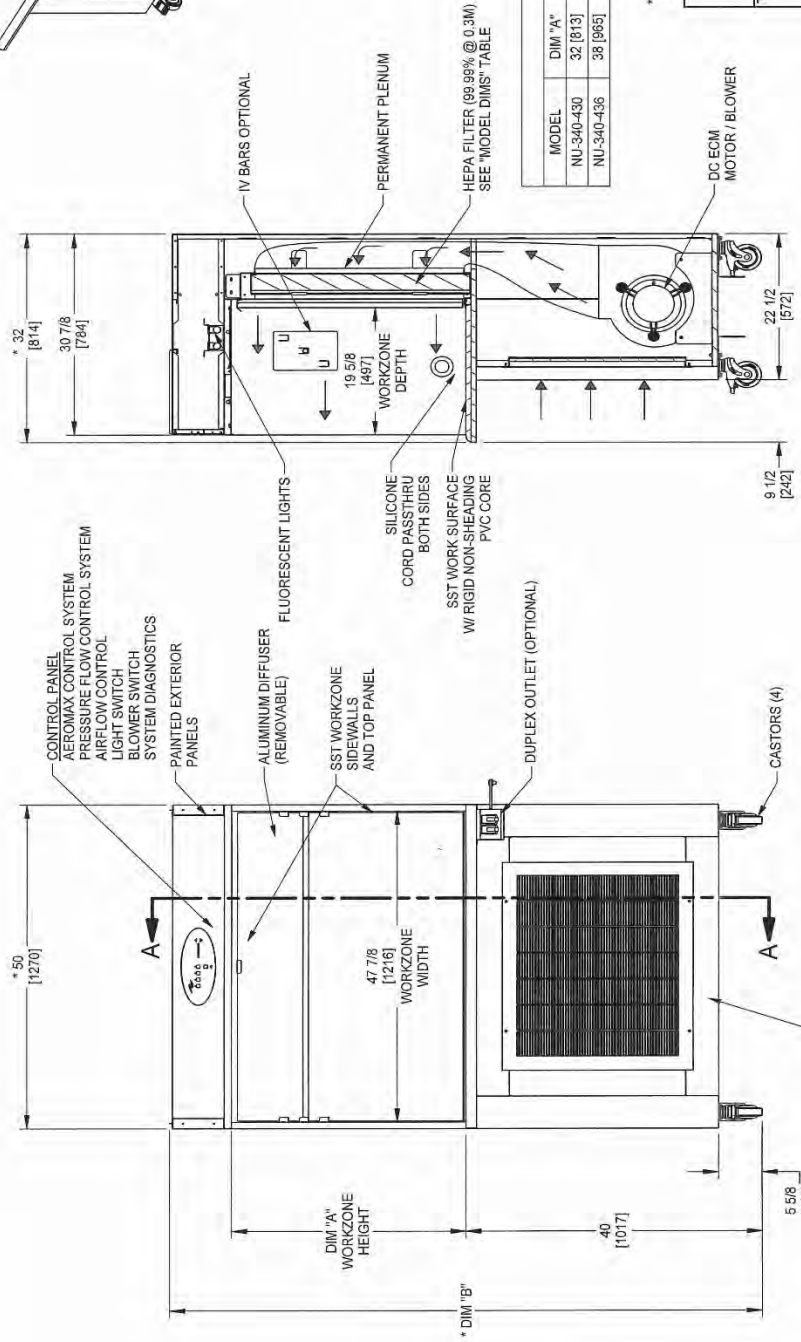 * 50
[1270]
CONTROL PANEL
AEROMAX CONTROL SYSTEM
PRESSURE FLOW CONTROL SYSTEM
AIRFLOW CONTROL
LIGHT SWITCH
BLOWER SWITCH
SYSTEM DIAGNOSTICS
PAINTED EXTERIOR
PANELS
ALUMINUM DIFFUSER
(REMOVABLE)
SST WORKZONE
SIDEWALLS
AND TOP PANEL
DUPLEX OUTLET (OPTIONAL)
CASTORS (4)
A
A
47 7/8
[1216]
WORKZONE
WIDTH
DIM "A"
WORKZONE
HEIGHT
* DIM "B"
40
[1017]
5 5/8
* 32
[814]
30 7/8
[784]
IV BARS OPTIONAL
PERMANENT PLENUM
HEPA FILTER (99.99% @ 0.3M)
SEE "MODEL DIMS" TABLE
DC ECM
MOTOR / BLOWER
FLUORESCENT LIGHTS
19 5/8
[497]
WORKZONE
DEPTH
SILICONE
CORD PASSTHRU
BOTH SIDES
SST WORK SURFACE
W/ RIGID NON-SHEADING
PVC CORE
9 1/2
[242]
22 1/2
[572]
MODEL DIM "A"
NU-340-430 32 [813]
NU-340-436 38 [965]
*